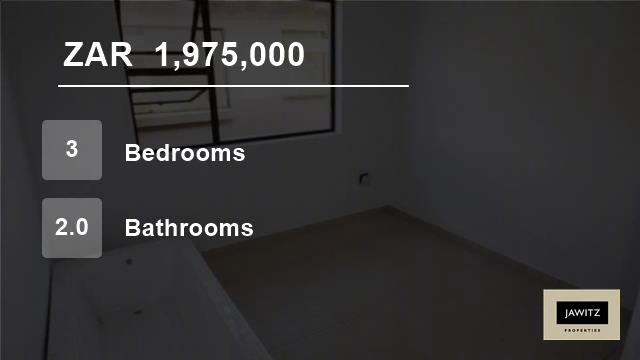 ZAR 1,975,000
3
Bedrooms
2.0
Bathrooms
JAWITZ
PROPERTIES